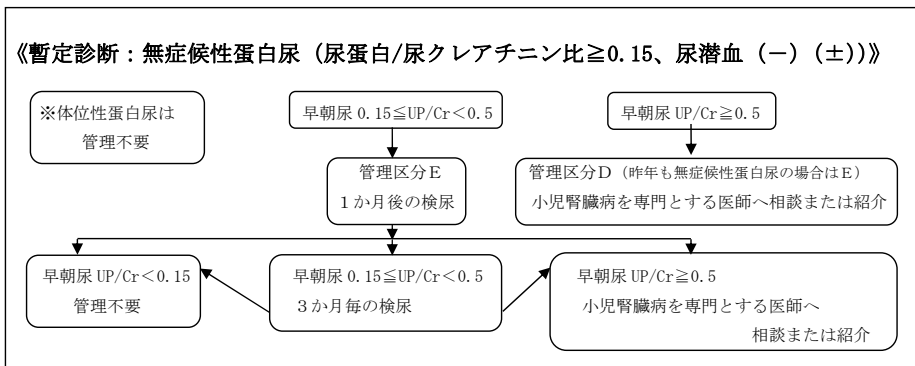 《暫定診断：無症候性蛋白尿（尿蛋白/尿クレアチニン比≧0.15、尿潜血（－）（±））》
※体位性蛋白尿は
管理不要
早朝尿 0.15≦UP/Cr＜0.5
早朝尿 UP/Cr≧0.5
管理区分Ｅ
１か月後の検尿
管理区分Ｄ（昨年も無症候性蛋白尿の場合はＥ）
小児腎臓病を専門とする医師へ相談または紹介
早朝尿 UP/Cr＜0.15
管理不要
早朝尿 0.15≦UP/Cr＜0.5
３か月毎の検尿
早朝尿 UP/Cr≧0.5
小児腎臓病を専門とする医師へ
相談または紹介